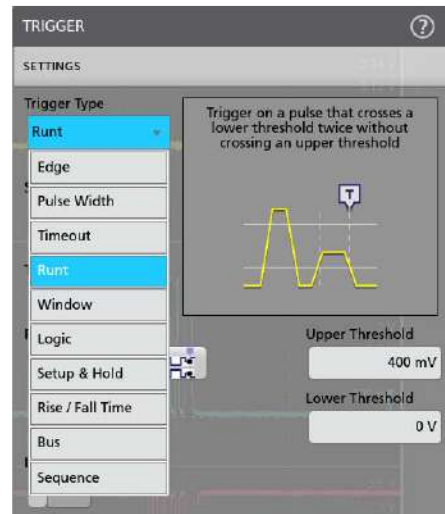 TRIGGER
?
SETTINGS
Trigger Type
Runt
Trigger on a pulse that crosses a
lower threshold twice without
crossing an upper threshold
T
Edge
Pulse Width
Timeout
Runt
Window
Logic
Setup & Hold
Rise / Fall Time
Bus
Sequence
Upper Threshold
400 mV
Lower Threshold
0 V